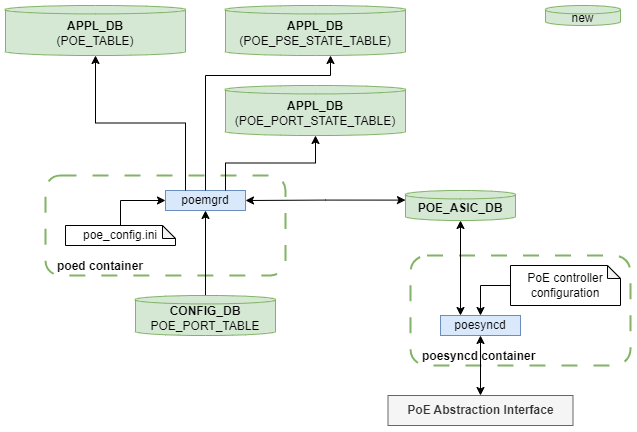 APPL_DB
(POE_TABLE)
APPL_DB
(POE_PSE_STATE_TABLE)
new
APPL_DB
(POE_PORT_STATE_TABLE)
poemgrd
POE_ASIC_DB
poe_config.ini
poed container
PoE controller
configuration
CONFIG_DB
POE_PORT_TABLE
poesyncd
poesyncd container
PoE Abstraction Interface